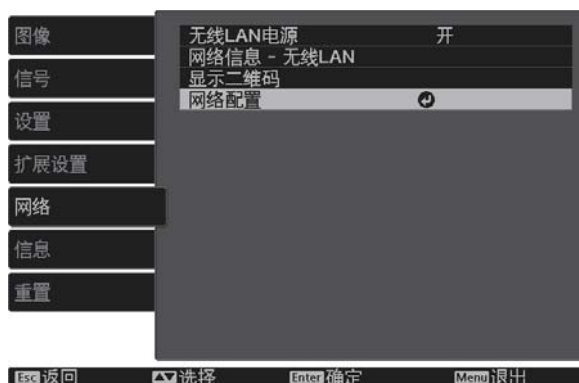 图像
信号
设置
扩展设置
网络
信息
重置
无线LAN电源 开
网络信息 - 无线LAN
显示二维码
网络配置
Esc 返回 选择 Enter 确定 Menu 退出